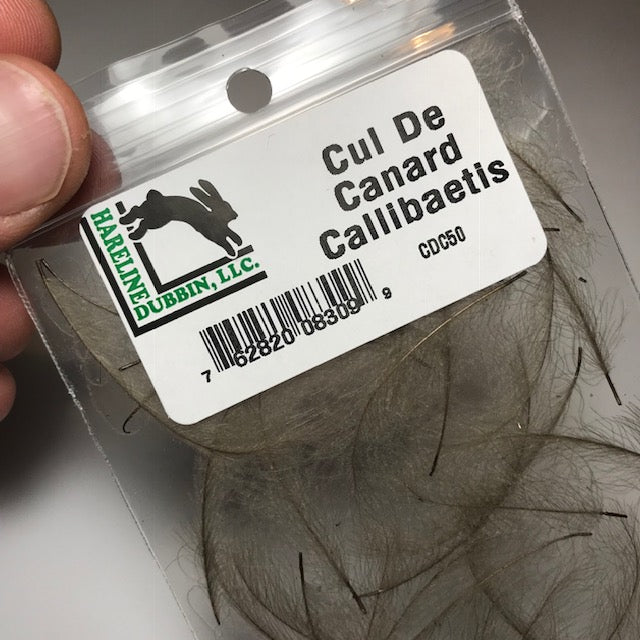 HARELINE
DUBBIN, LLC.
Cul De
Canard
Callibaetis
CDC50
7 62820 08309 9